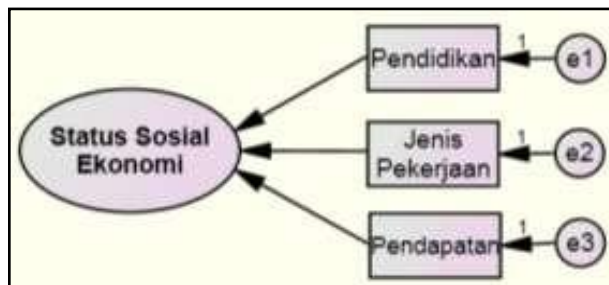 Pendidikan
1
e1
Status Sosial
Ekonomi
Jenis
Pekerjaan
1
e2
Pendapatan
1
e3